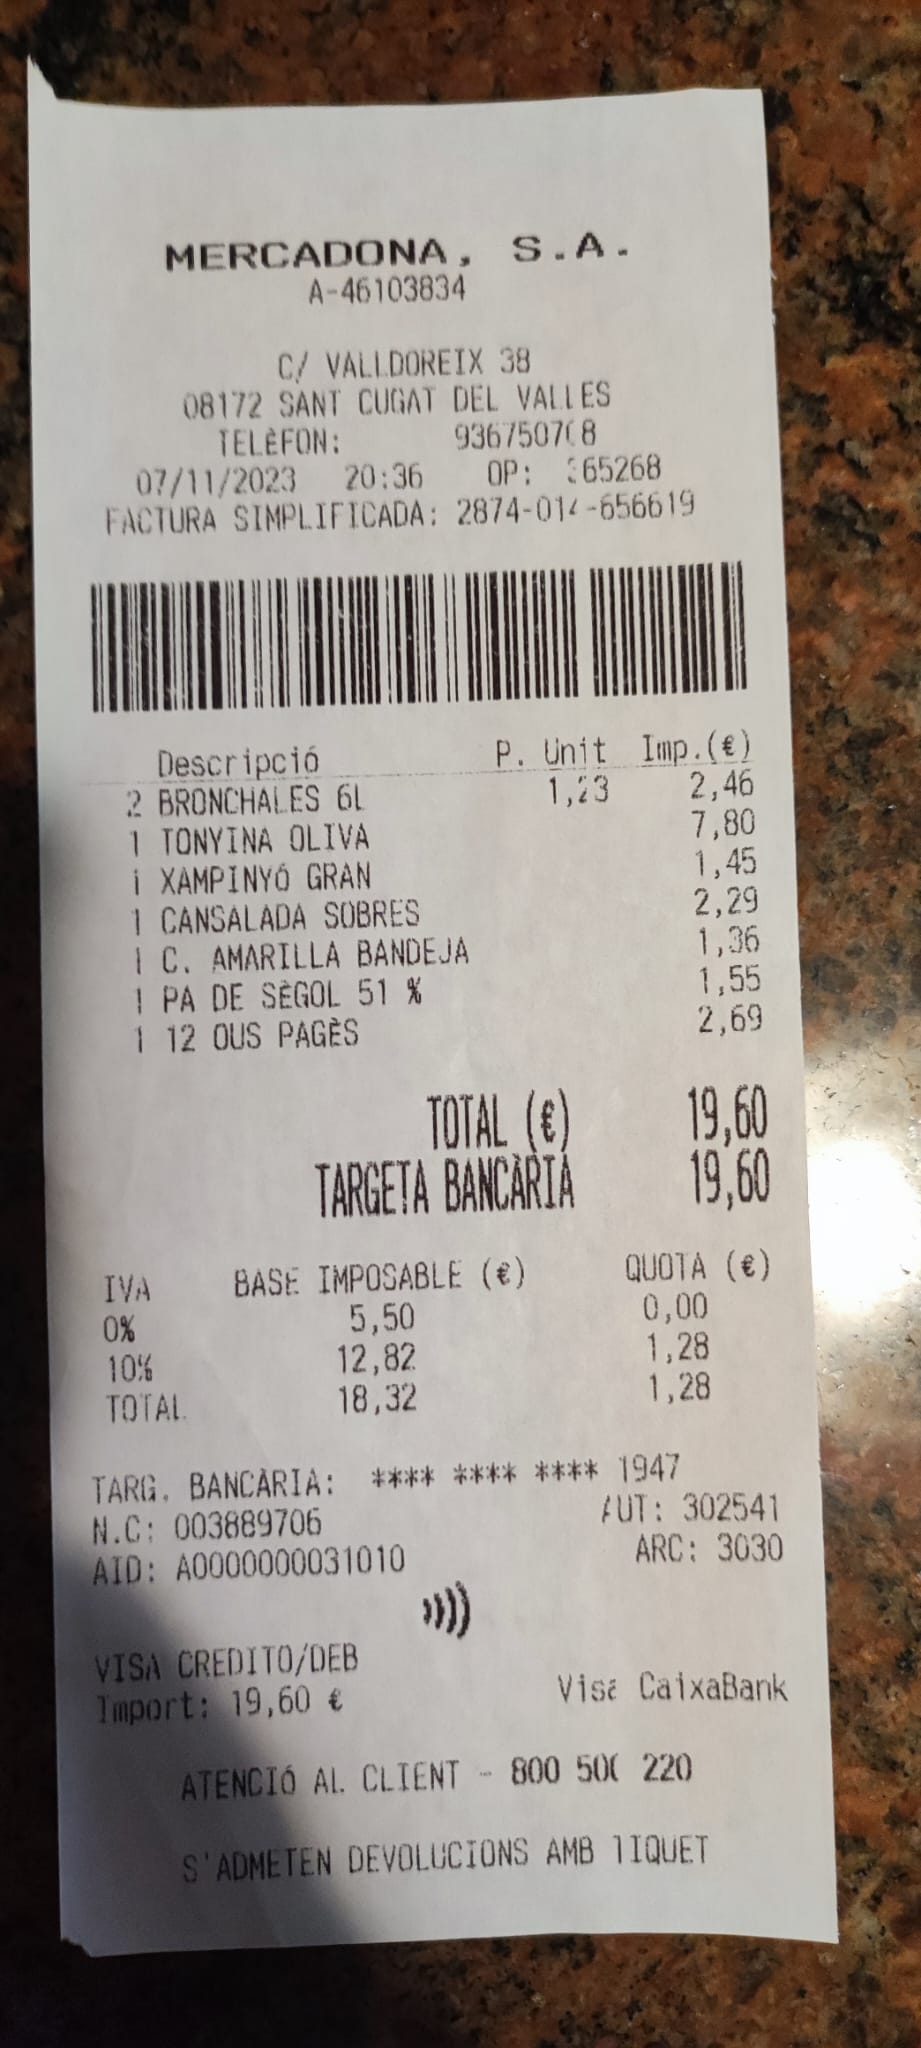 MERCADONA, S.A.
A-46103834
C/ VALLDOREIX 38
08172 SANT CUGAT DEL VALLES
TELÈFON:
07/11/2023 20:36 OP:
FACTURA SIMPLIFICADA:
Descripció P. Unit Imp.(€)
2 BRONCHALES 6L 1,23 2,46
1 TONYINA OLIVA 7,80
1 XAMPINYÓ GRAN 1,45
1 CANSALADA SOBRES 2,29
1 C. AMARILLA BANDEJA 1,36
1 PA DE SÈGOL 51 % 1,55
1 12 OUS PAGÈS 2,69
TOTAL (€) 19,60
TARGETA BANCÀRIA 19,60
IVA BASE IMPOSABLE (€) QUOTA (€)
0% 5,50 0,00
10% 12,82 1,28
TOTAL 18,32 1,28
TARG. BANCÀRIA: **** **** **** 1947
N.C: 003889706 AUT: 302541
AID: A0000000031010 ARC: 3030
VISA CREDITO/DEB
Import: 19,60 € Visa CaixaBank
ATENCIÓ AL CLIENT - 800 500 220
S'ADMETEN DEVOLUCIONS AMB TIQUET